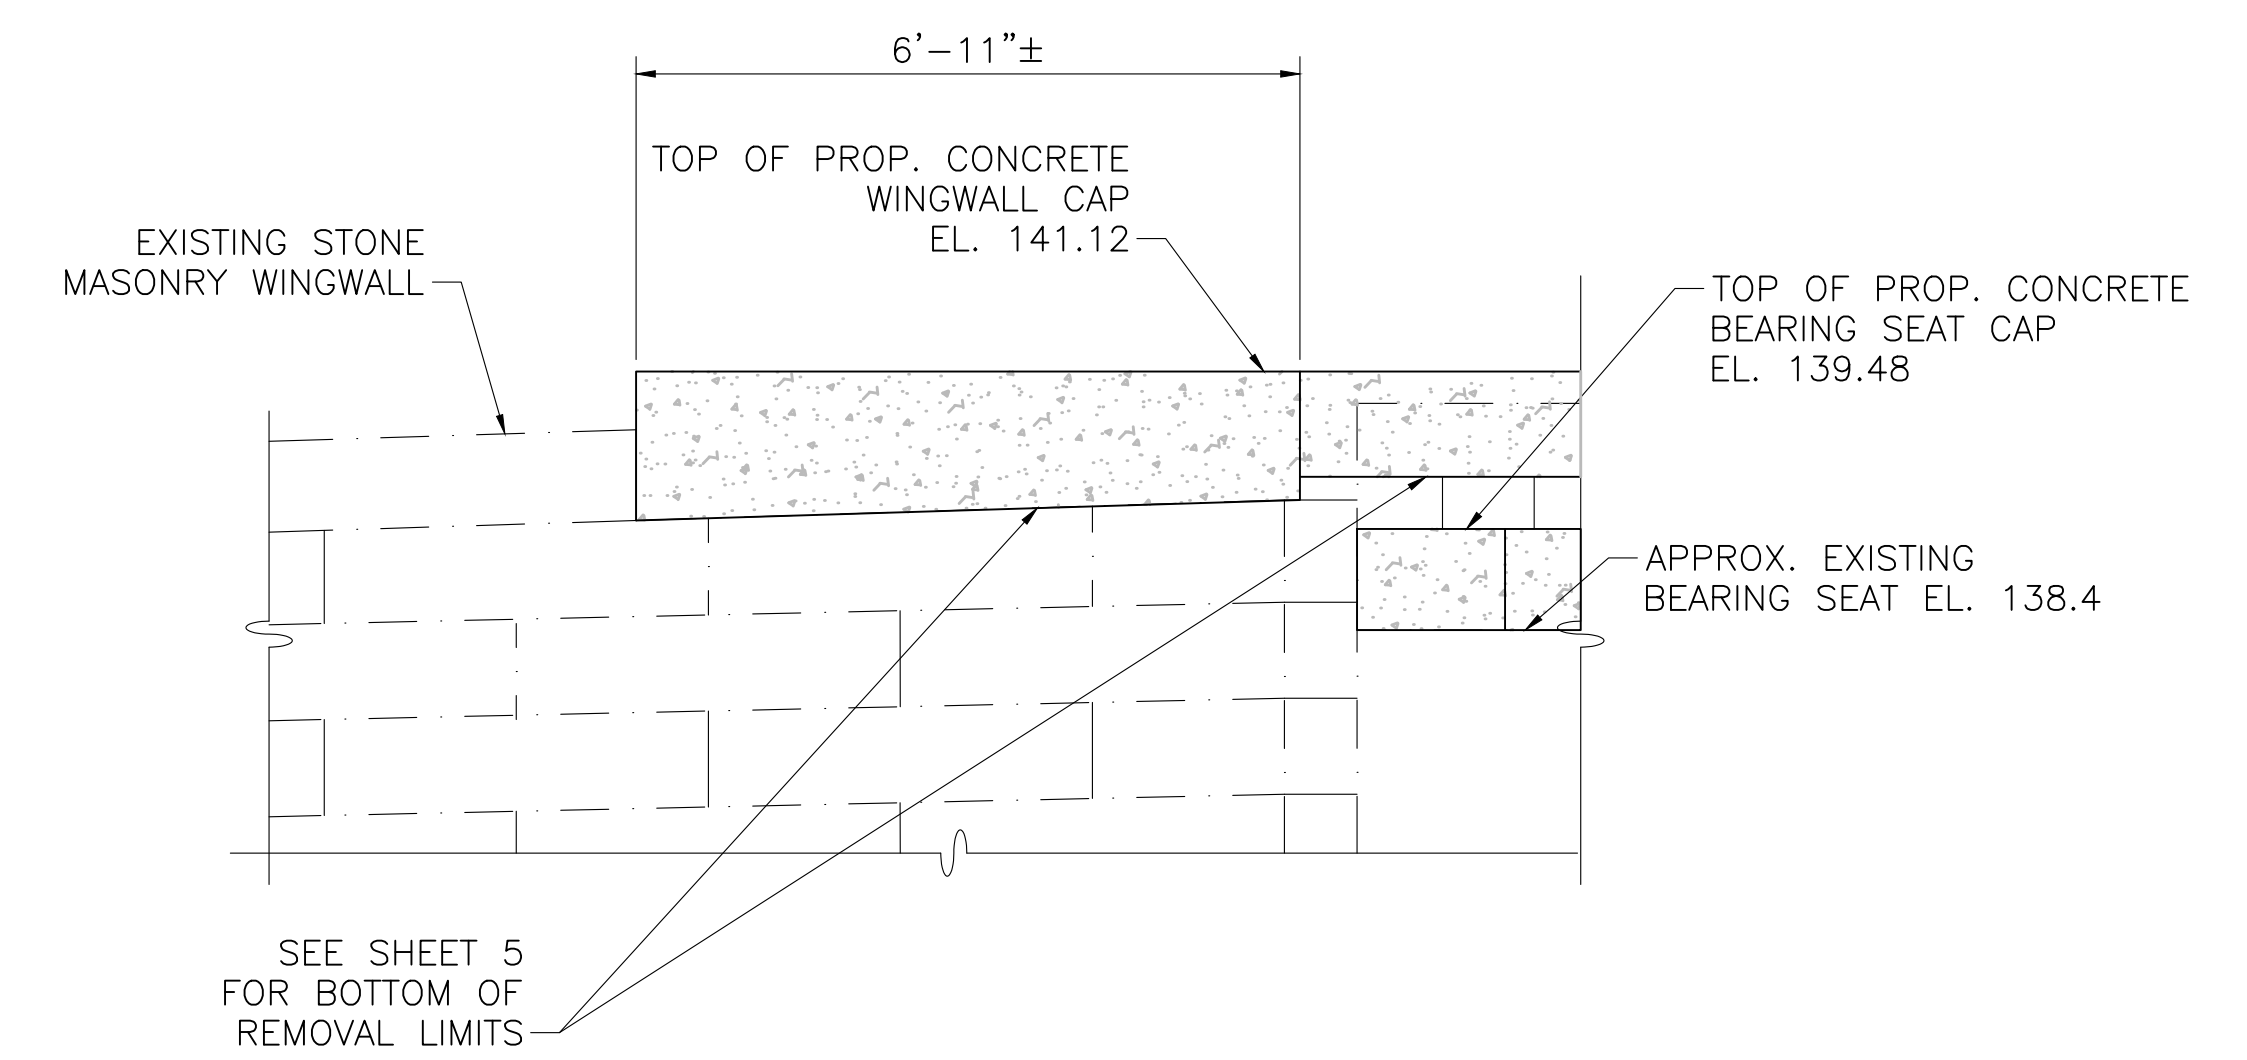 6’–11”±
TOP OF PROP. CONCRETE
WINGWALL CAP
EL. 141.12
EXISTING STONE
MASONRY WINGWALL
TOP OF PROP. CONCRETE
BEARING SEAT CAP
EL. 139.48
APPROX. EXISTING
BEARING SEAT EL. 138.4
SEE SHEET 5
FOR BOTTOM OF
REMOVAL LIMITS